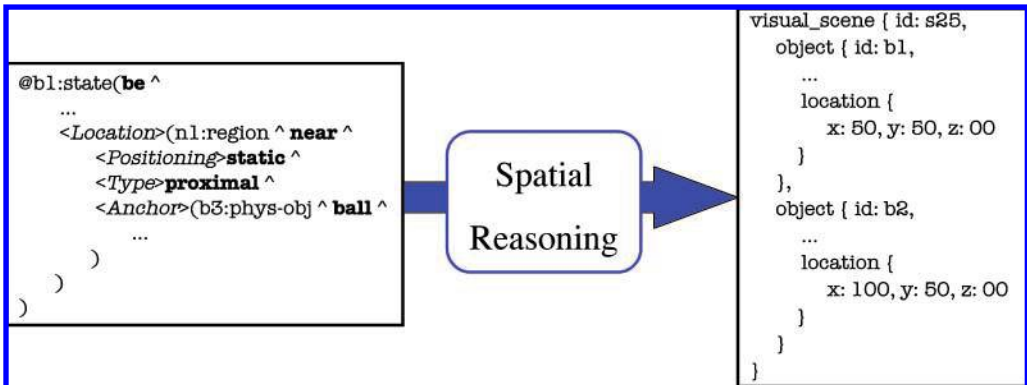 @b1:state(be ^
...
<Location>(n1:region ^ near ^
<Positioning>static ^
<Type>proximal ^
<Anchor>(b3:phys-obj ^ ball ^
...
)
)
)
Spatial
Reasoning
visual_scene { id: s25,
object { id: b1,
...
location {
x: 50, y: 50, z: 00
}
},
object { id: b2,
...
location {
x: 100, y: 50, z: 00
}
}
}